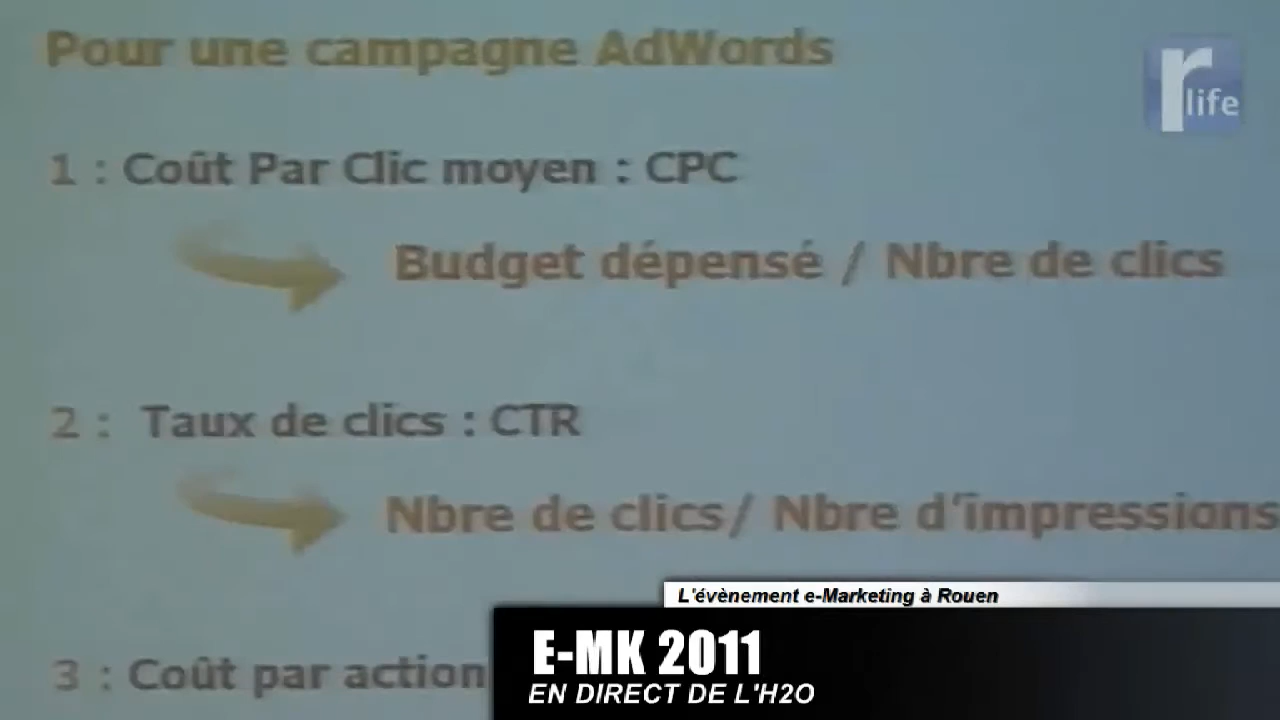 Pour une campagne AdWords
r life
1 : Coût Par Clic moyen : CPC
Budget dépensé / Nbre de clics
2 : Taux de clics : CTR
Nbre de clics/ Nbre d'impressions
L'évènement e-Marketing à Rouen
E-MK 2011
3 : Coût par action
EN DIRECT DE L'H2O